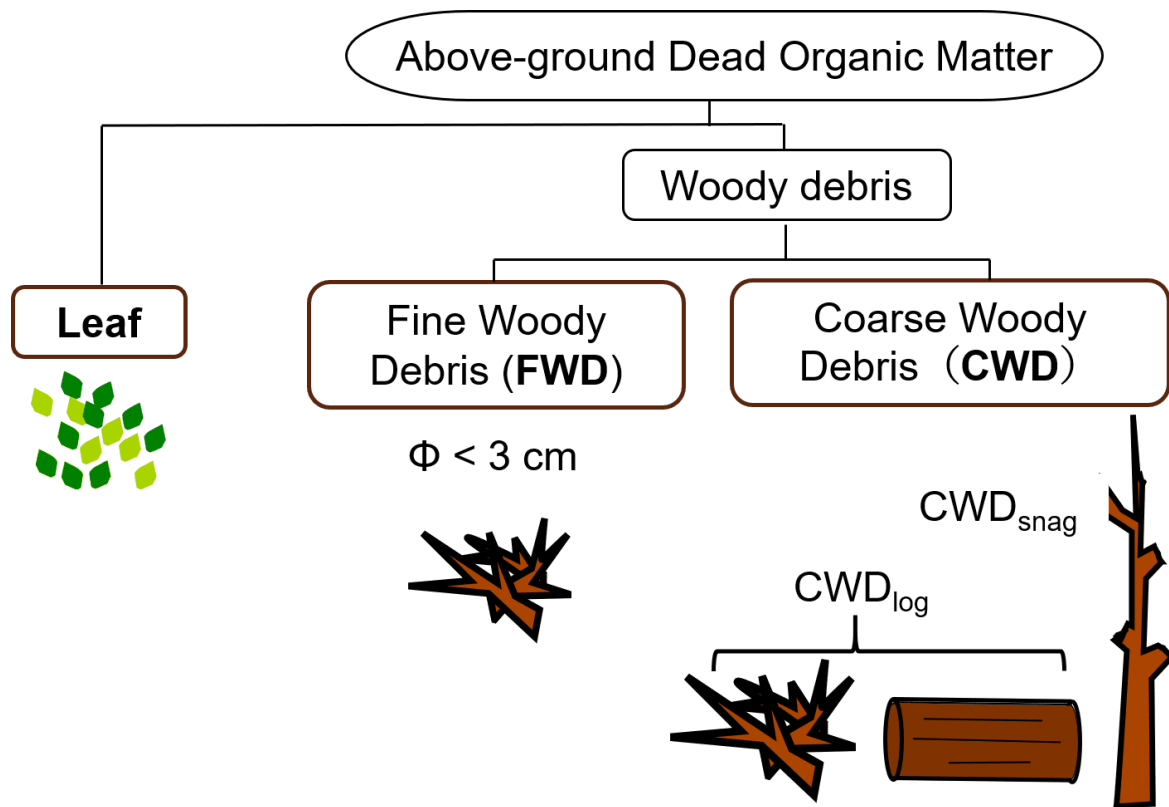 Above-ground Dead Organic Matter
Woody debris
Leaf
Fine Woody
Debris (FWD)
Coarse Woody
Debris（CWD）
Φ < 3 cm
CWDsnag
CWDlog